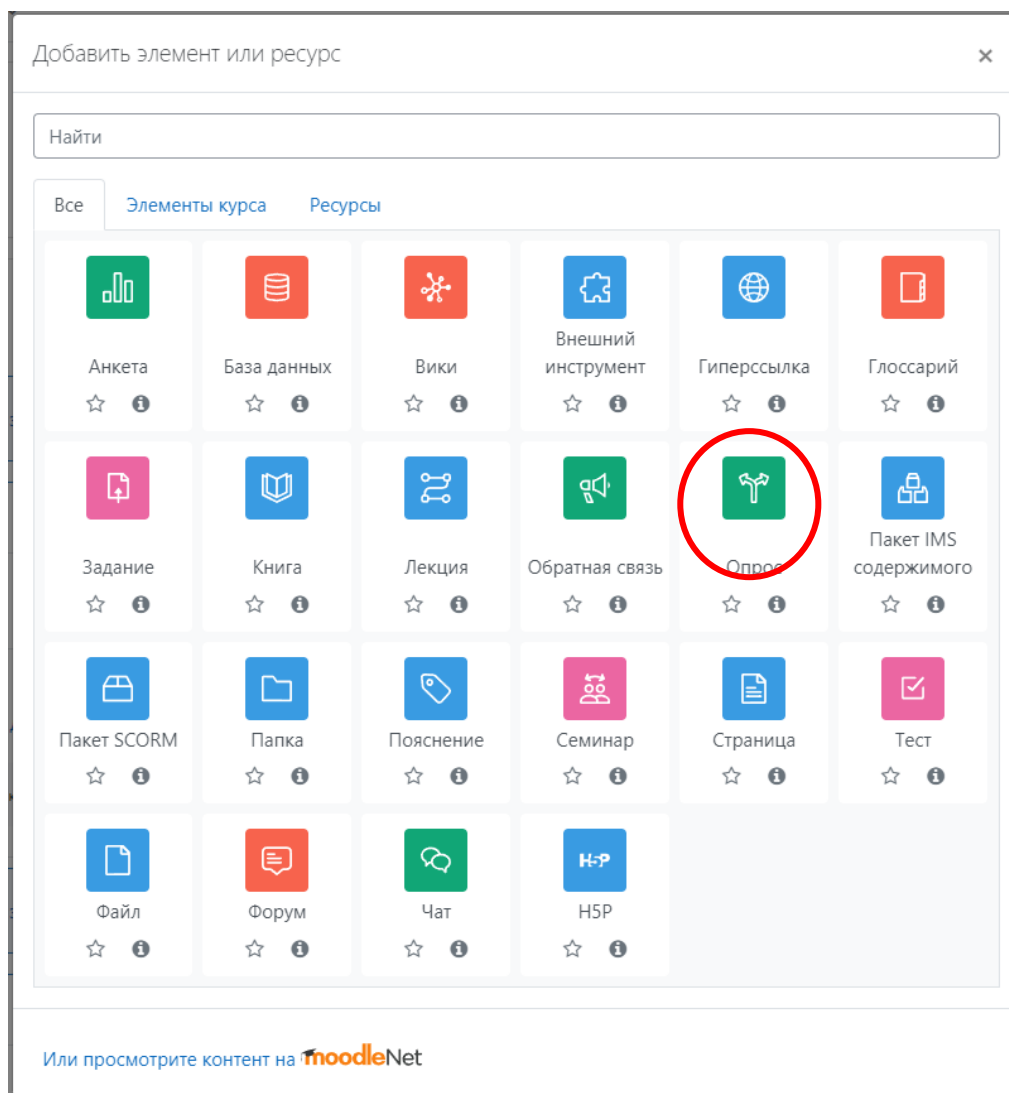 Добавить элемент или ресурс
Найти
Все Элементы курса Ресурсы
Внешний
Анкета База данных Вики инструмент Гиперссылка Глоссарий
Пакет IMS
Задание Книга Лекция Обратная связь Опрос содержимого
Пакет SCORM Папка Пояснение Семинар Страница Тест
H5P
Файл Форум Чат H5P
Или просмотрите контент на moodleNet